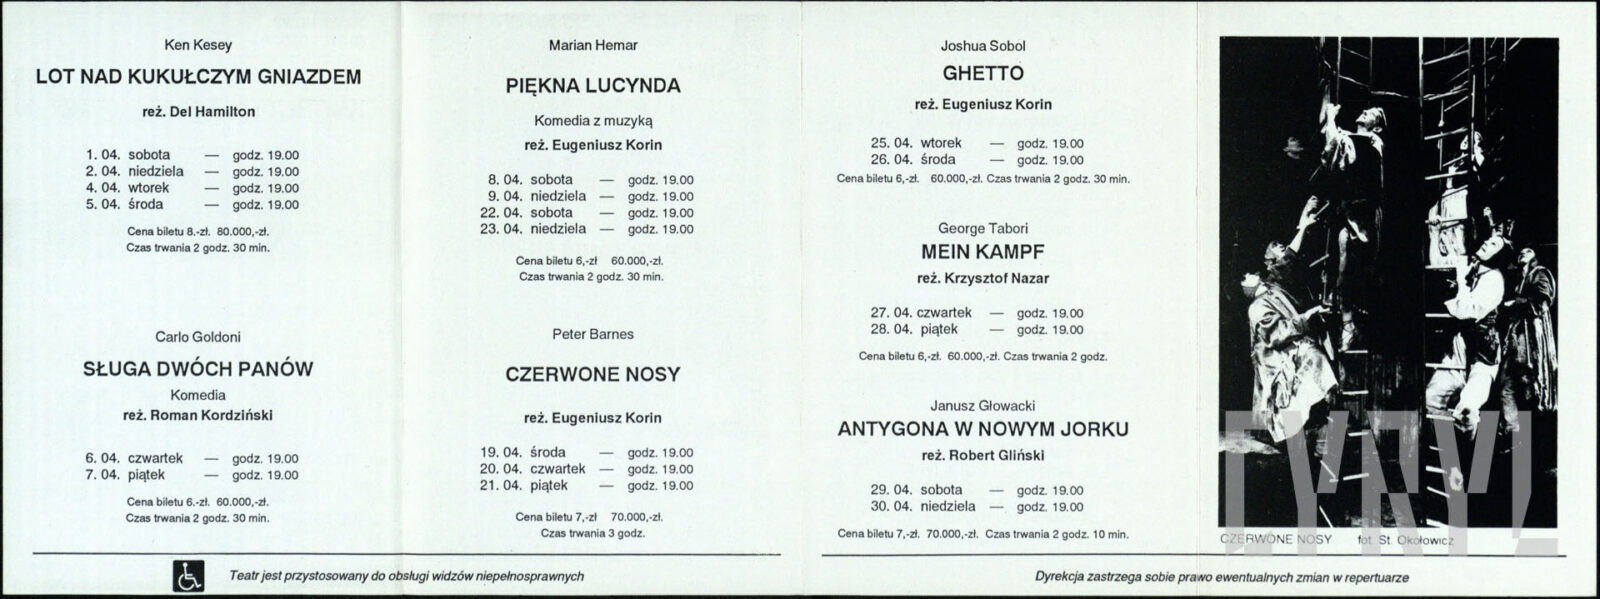 Ken Kesey
LOT NAD KUKUŁCZYM GNIAZDEM
reż. Del Hamilton
1. 04. sobota — godz. 19.00
2. 04. niedziela — godz. 19.00
4. 04. wtorek — godz. 19.00
5. 04. środa — godz. 19.00
Cena biletu 8.-zł. 80.000,-zł.
Czas trwania 2 godz. 30 min.
Carlo Goldoni
SŁUGA DWÓCH PANÓW
Komedia
reż. Roman Kordziński
6. 04. czwartek — godz. 19.00
7. 04. piątek — godz. 19.00
Cena biletu 6.-zł. 60.000,-zł.
Czas trwania 2 godz. 30 min.
Marian Hemar
PIĘKNA LUCYNDA
Komedia z muzyką
reż. Eugeniusz Korin
8. 04. sobota — godz. 19.00
9. 04. niedziela — godz. 19.00
22. 04. sobota — godz. 19.00
23. 04. niedziela — godz. 19.00
Cena biletu 6,-zł 60.000,-zł.
Czas trwania 2 godz. 30 min.
Peter Barnes
CZERWONE NOSY
reż. Eugeniusz Korin
19. 04. środa — godz. 19.00
20. 04. czwartek — godz. 19.00
21. 04. piątek — godz. 19.00
Cena biletu 7,-zł 70.000,-zł.
Czas trwania 3 godz.
Joshua Sobol
GHETTO
reż. Eugeniusz Korin
25. 04. wtorek — godz. 19.00
26. 04. środa — godz. 19.00
Cena biletu 6,-zł. 60.000,-zł. Czas trwania 2 godz. 30 min.
George Tabori
MEIN KAMPF
reż. Krzysztof Nazar
27. 04. czwartek — godz. 19.00
28. 04. piątek — godz. 19.00
Cena biletu 6,-zł. 60.000,-zł. Czas trwania 2 godz.
Janusz Głowacki
ANTYGONA W NOWYM JORKU
reż. Robert Gliński
29. 04. sobota — godz. 19.00
30. 04. niedziela — godz. 19.00
Cena biletu 7,-zł. 70.000,-zł. Czas trwania 2 godz. 10 min.
CYRYL
CZERWONE NOSY fot. St. Okołowicz
Teatr jest przystosowany do obsługi widzów niepełnosprawnych
Dyrekcja zastrzega sobie prawo ewentualnych zmian w repertuarze